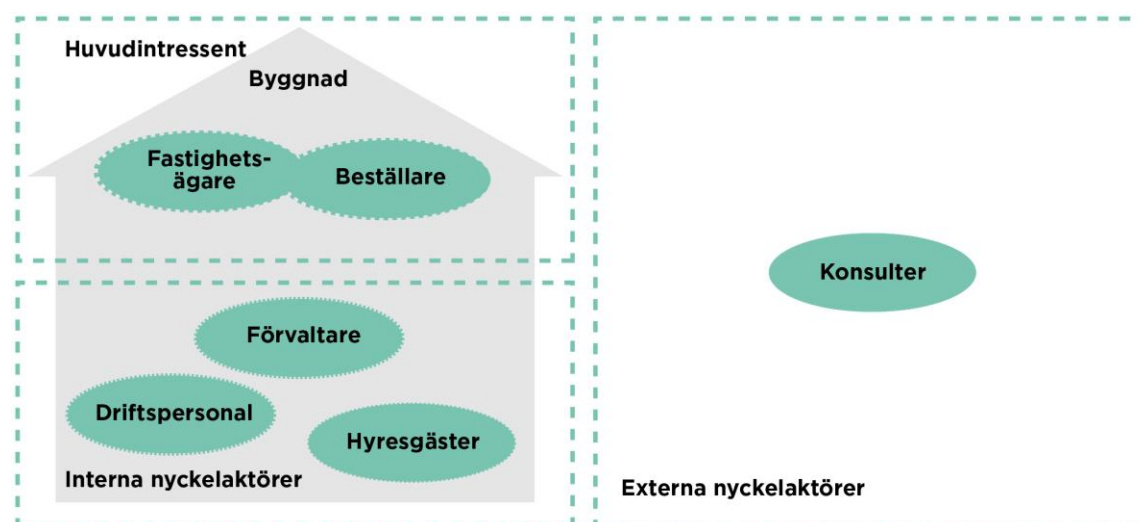 Huvudintressent
Byggnad
Fastighets-
ägare
Beställare
Förvaltare
Driftspersonal
Hyresgäster
Interna nyckelaktörer
Konsulter
Externa nyckelaktörer